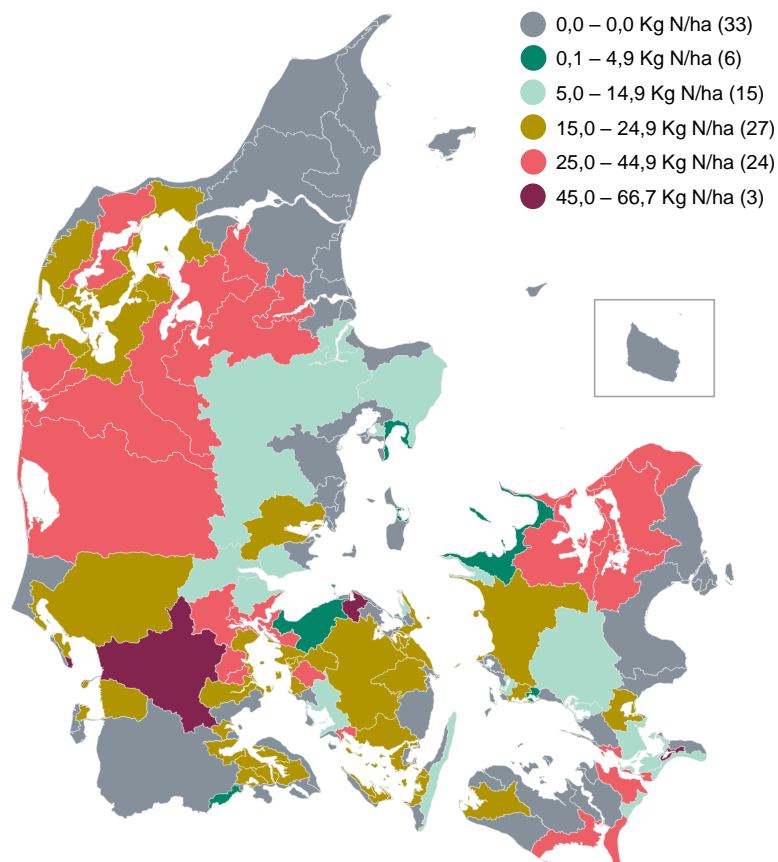 0,0 – 0,0 Kg N/ha (33)
0,1 – 4,9 Kg N/ha (6)
5,0 – 14,9 Kg N/ha (15)
15,0 – 24,9 Kg N/ha (27)
25,0 – 44,9 Kg N/ha (24)
45,0 – 66,7 Kg N/ha (3)